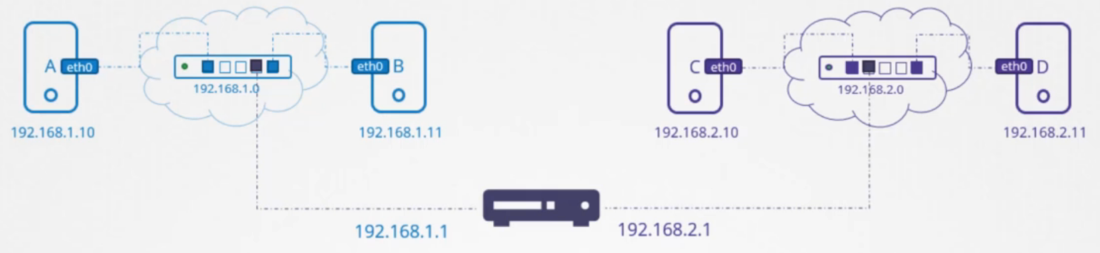 A eth0
192.168.1.10
192.168.1.0
eth0 B
192.168.1.11
C eth0
192.168.2.10
192.168.2.0
eth0 D
192.168.2.11
192.168.1.1
192.168.2.1